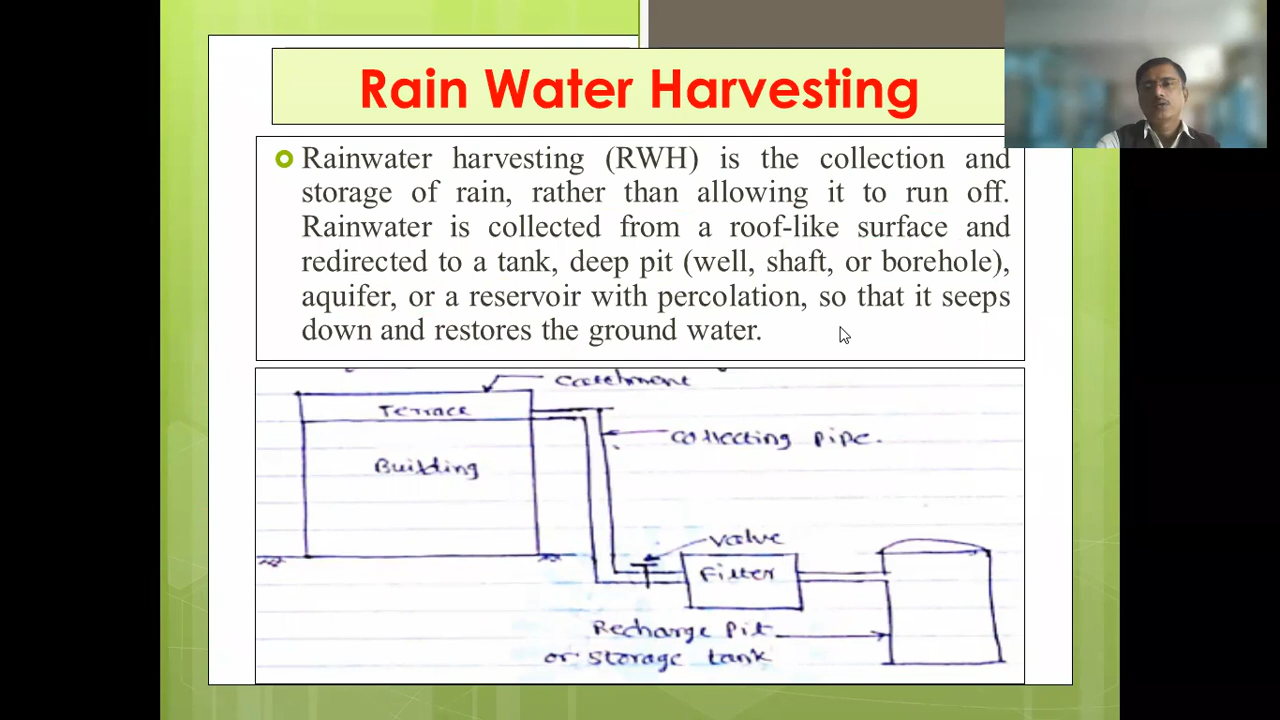 Rain Water Harvesting
Rainwater harvesting (RWH) is the collection and
storage of rain, rather than allowing it to run off.
Rainwater is collected from a roof-like surface and
redirected to a tank, deep pit (well, shaft, or borehole),
aquifer, or a reservoir with percolation, so that it seeps
down and restores the ground water.
Catchment
Terrace
collecting pipe.
Building
valve
Filter
Recharge Pit
or storage tank